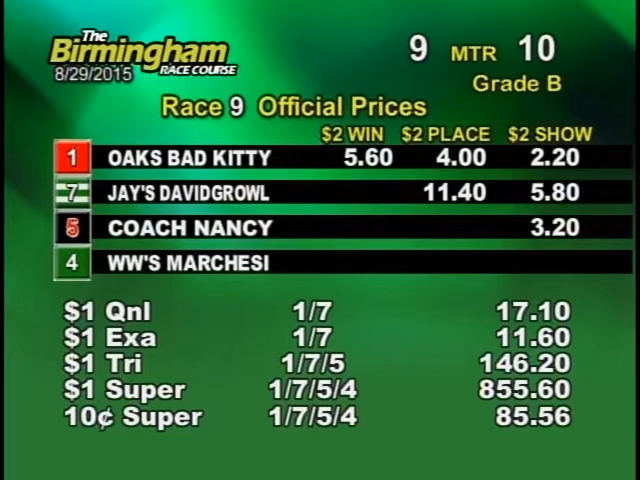 The
Birmingham
RACE COURSE
8/29/2015
9 MTR 10
Grade B
Race 9 Official Prices
$2 WIN $2 PLACE $2 SHOW
1 OAKS BAD KITTY 5.60 4.00 2.20
7 JAY'S DAVIDGROWL 11.40 5.80
5 COACH NANCY 3.20
4 WW'S MARCHESI
$1 Qnl 1/7 17.10
$1 Exa 1/7 11.60
$1 Tri 1/7/5 146.20
$1 Super 1/7/5/4 855.60
10¢ Super 1/7/5/4 85.56